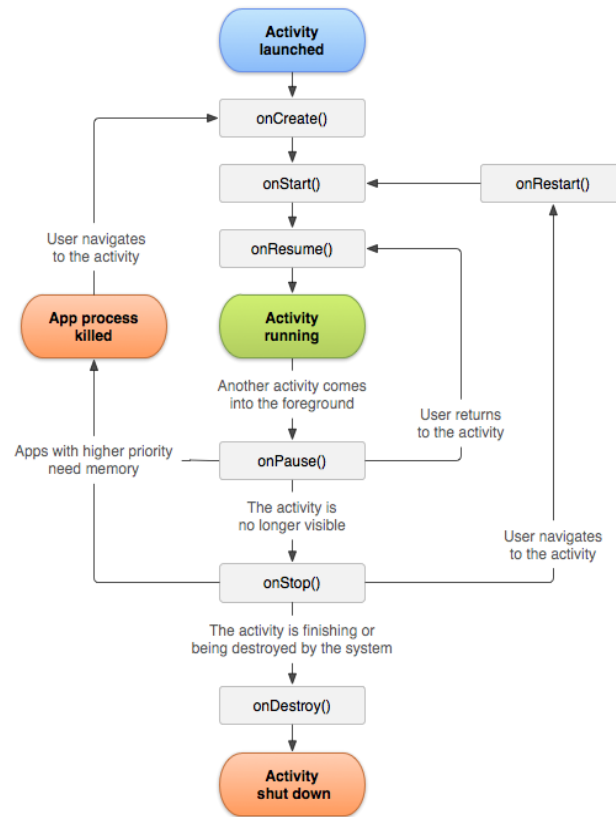 Activity
launched
onCreate()
onStart()
onRestart()
User navigates
to the activity
onResume()
App process
killed
Activity
running
Another activity comes
into the foreground
User returns
to the activity
Apps with higher priority
need memory
onPause()
The activity is
no longer visible
User navigates
to the activity
onStop()
The activity is finishing or
being destroyed by the system
onDestroy()
Activity
shut down